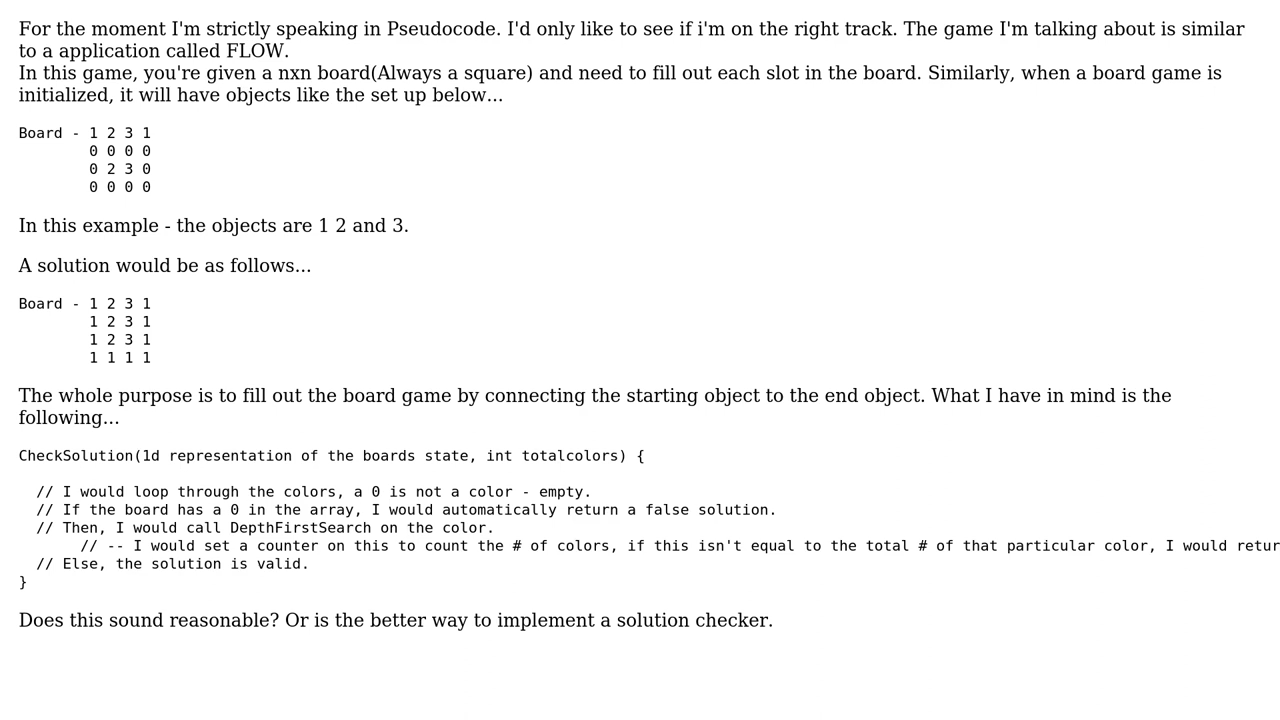 For the moment I'm strictly speaking in Pseudocode. I'd only like to see if i'm on the right track. The game I'm talking about is similar
to a application called FLOW.
In this game, you're given a nxn board(Always a square) and need to fill out each slot in the board. Similarly, when a board game is
initialized, it will have objects like the set up below...
Board - 1 2 3 1
0 0 0 0
0 2 3 0
0 0 0 0
In this example - the objects are 1 2 and 3.
A solution would be as follows...
Board - 1 2 3 1
1 2 3 1
1 2 3 1
1 1 1 1
The whole purpose is to fill out the board game by connecting the starting object to the end object. What I have in mind is the
following...
CheckSolution(1d representation of the boards state, int totalcolors) {
// I would loop through the colors, a 0 is not a color - empty.
// If the board has a 0 in the array, I would automatically return a false solution.
// Then, I would call DepthFirstSearch on the color.
// -- I would set a counter on this to count the # of colors, if this isn't equal to the total # of that particular color, I would retur
// Else, the solution is valid.
}
Does this sound reasonable? Or is the better way to implement a solution checker.